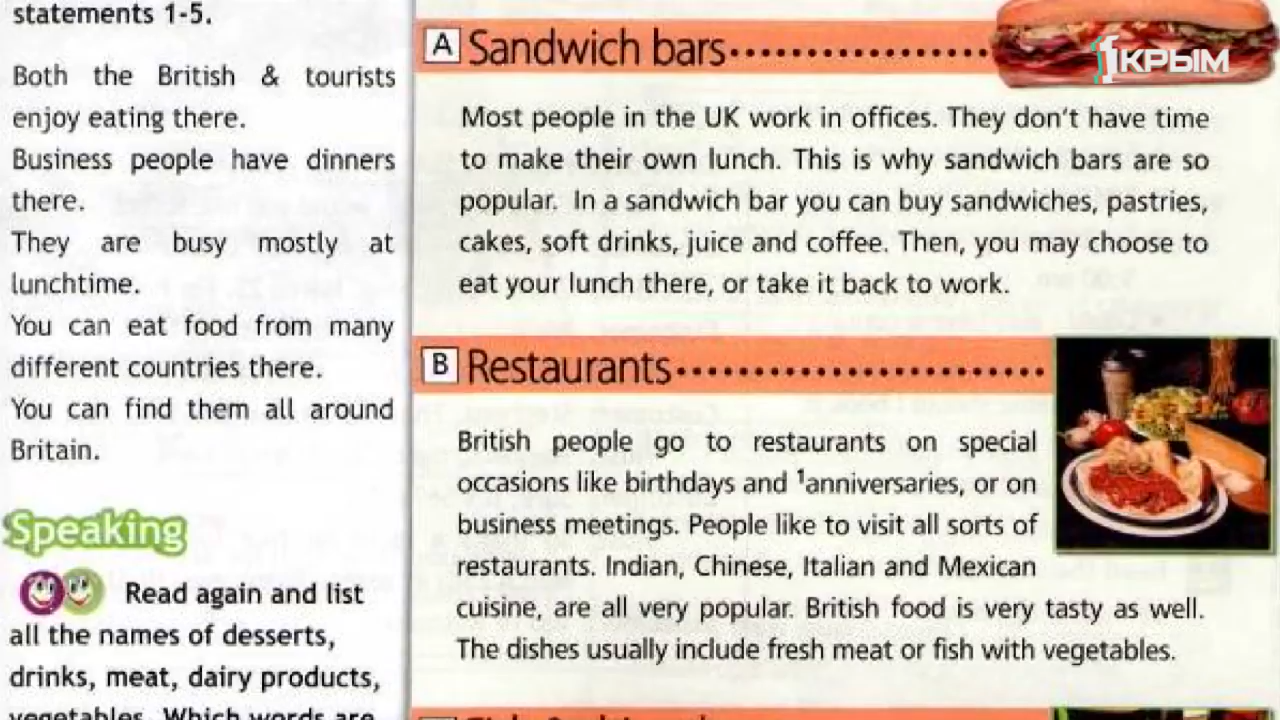 statements 1-5.
Both the British & tourists
enjoy eating there.
Business people have dinners
there.
They are busy mostly at
lunchtime.
You can eat food from many
different countries there.
You can find them all around
Britain.
Speaking
Read again and list
all the names of desserts,
drinks, meat, dairy products,
vegetables. Which words are
A Sandwich bars
1КРЫМ
Most people in the UK work in offices. They don't have time
to make their own lunch. This is why sandwich bars are so
popular. In a sandwich bar you can buy sandwiches, pastries,
cakes, soft drinks, juice and coffee. Then, you may choose to
eat your lunch there, or take it back to work.
B Restaurants
British people go to restaurants on special
occasions like birthdays and ¹anniversaries, or on
business meetings. People like to visit all sorts of
restaurants. Indian, Chinese, Italian and Mexican
cuisine, are all very popular. British food is very tasty as well.
The dishes usually include fresh meat or fish with vegetables.